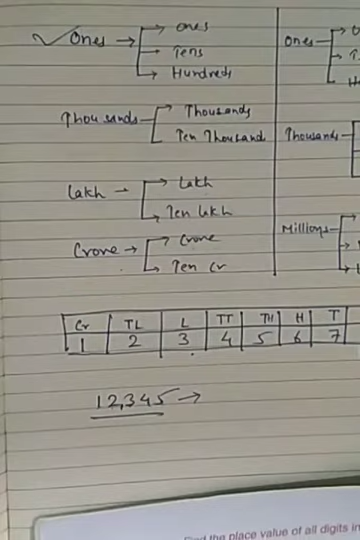 Ones → ones
→ Tens
→ Hundreds
Thousands → Thousands
Ten Thousand
Lakh → Lakh
→ Ten lakh
Crore → Crore
→ Ten Cr
Ones
Thousands
Millions
Cr TL L TT TH H T
1 2 3 4 5 6 7
12,345 →
the place value of all digits in